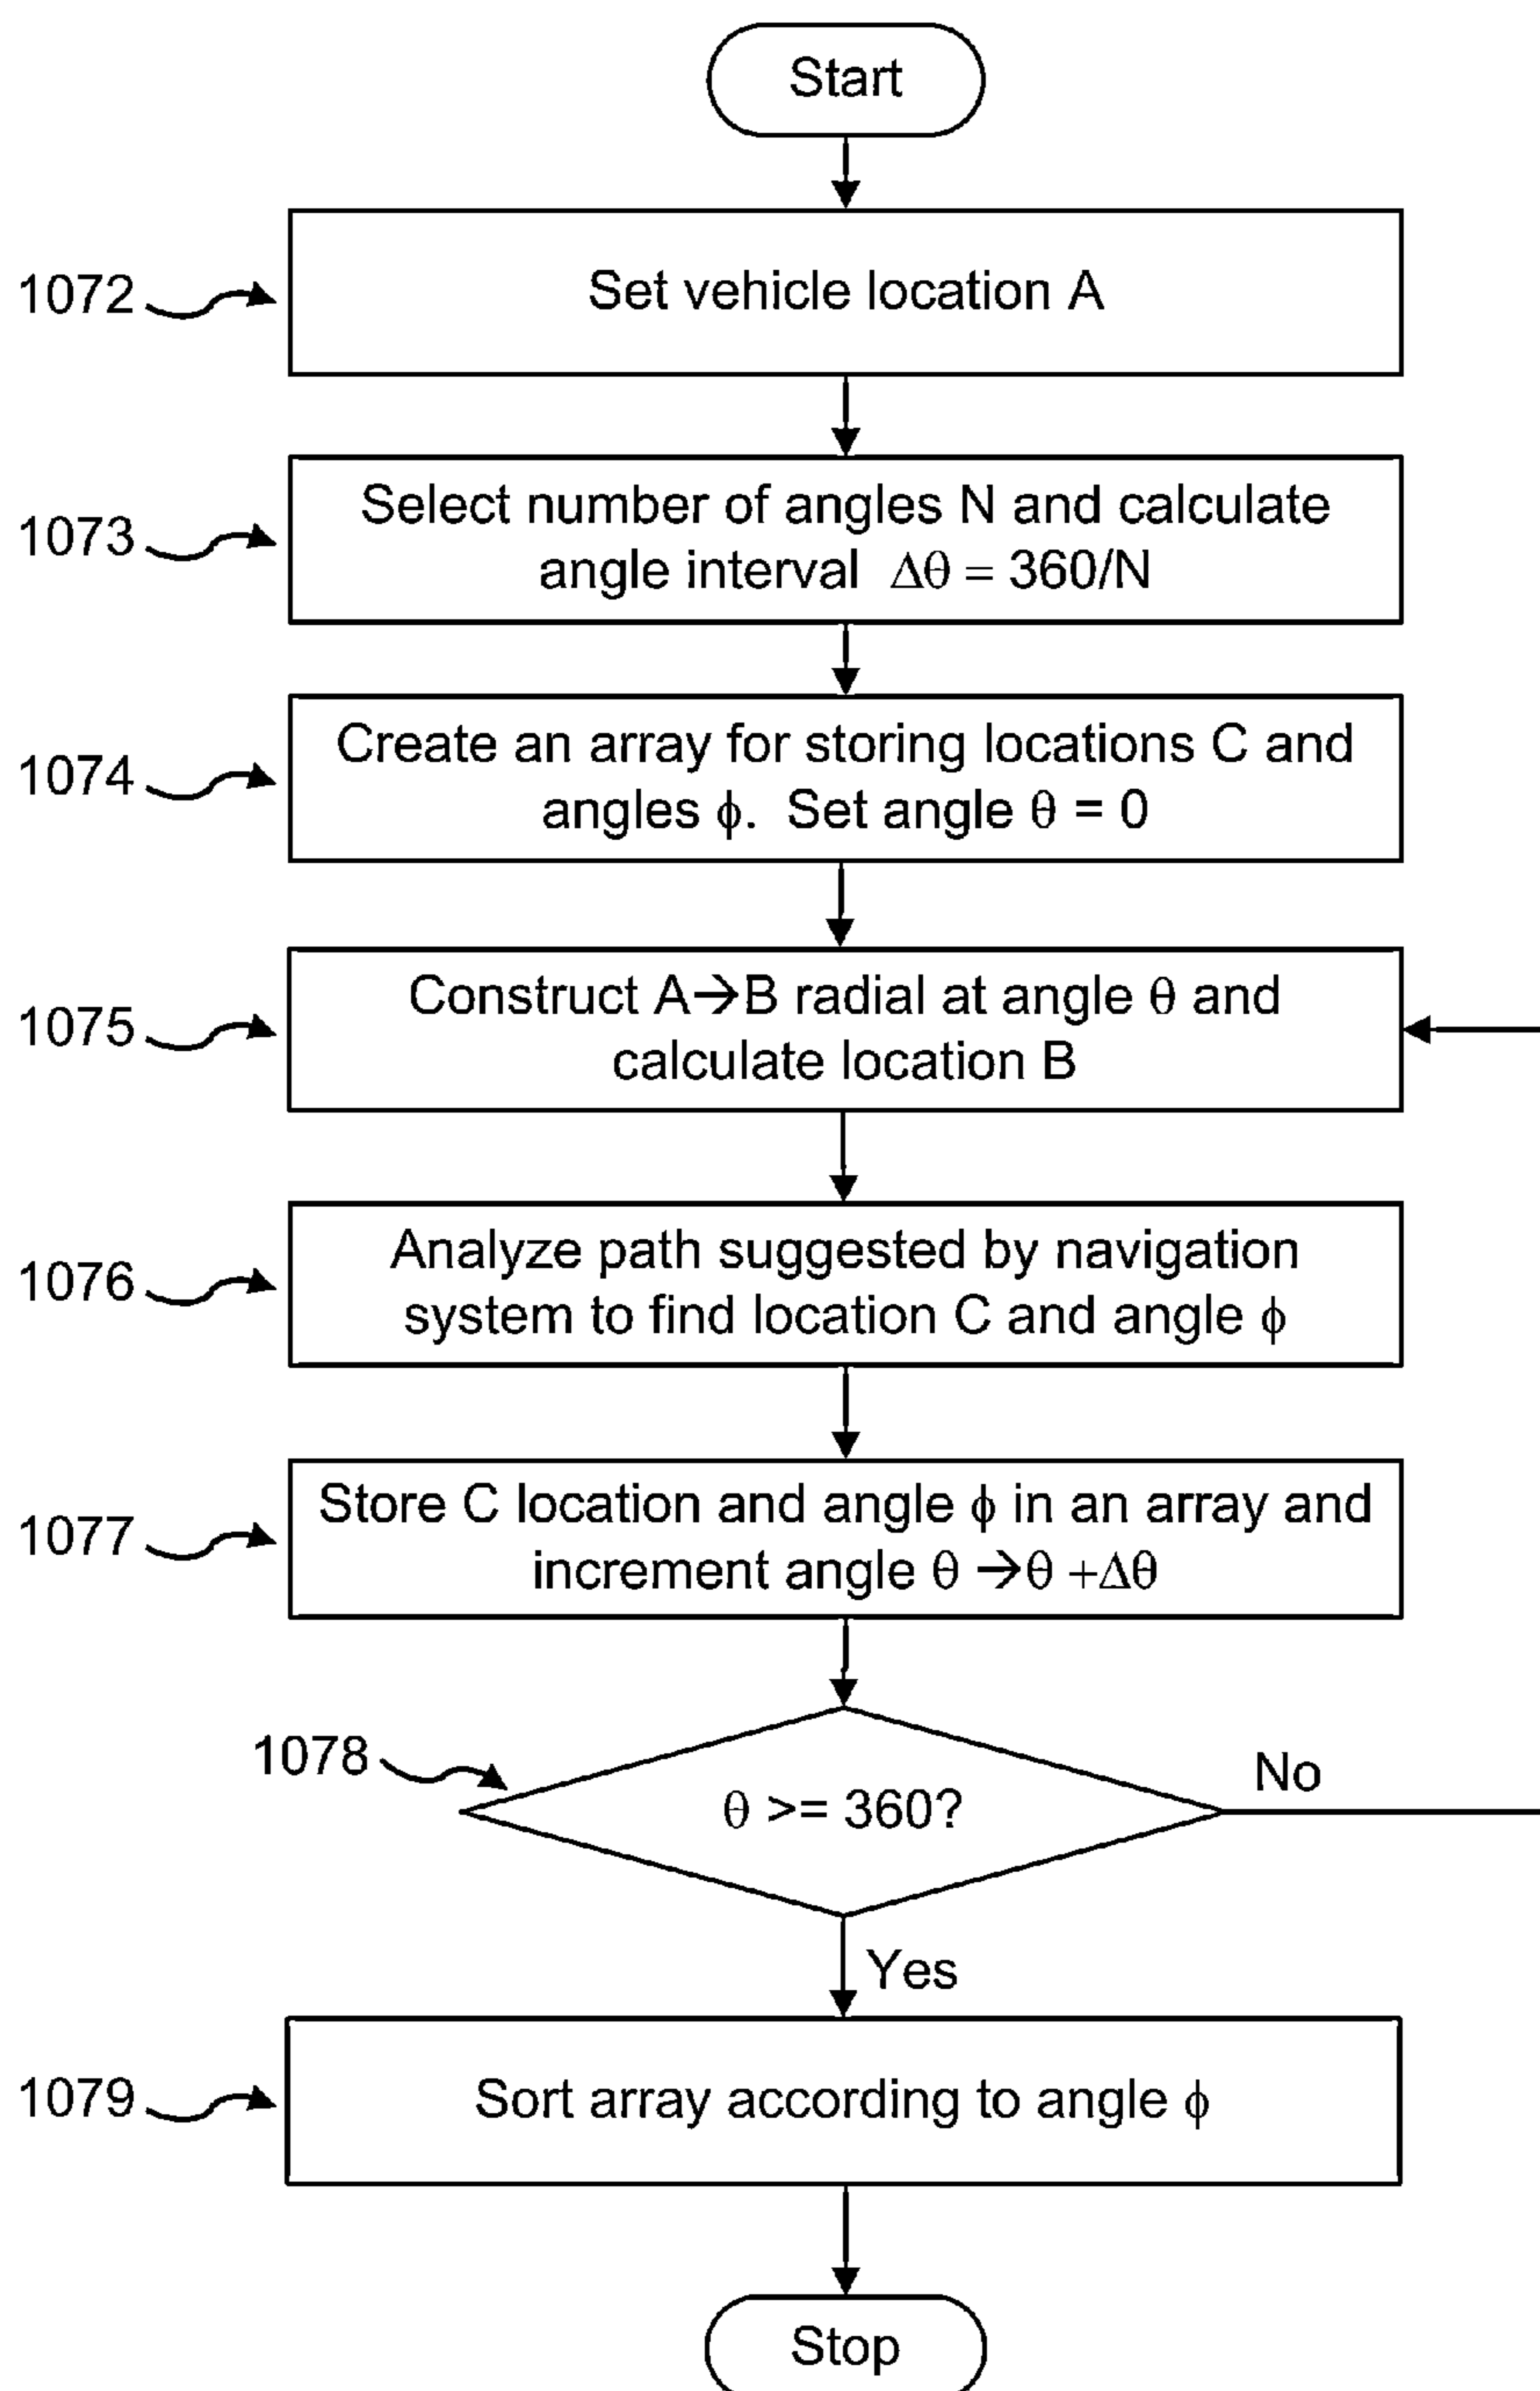 Start
1072
Set vehicle location A
1073
Select number of angles N and calculate
angle interval Δθ = 360/N
1074
Create an array for storing locations C and
angles ϕ. Set angle θ = 0
1075
Construct A→B radial at angle θ and
calculate location B
1076
Analyze path suggested by navigation
system to find location C and angle ϕ
1077
Store C location and angle ϕ in an array and
increment angle θ →θ +Δθ
1078
θ >= 360?
No
Yes
1079
Sort array according to angle ϕ
Stop